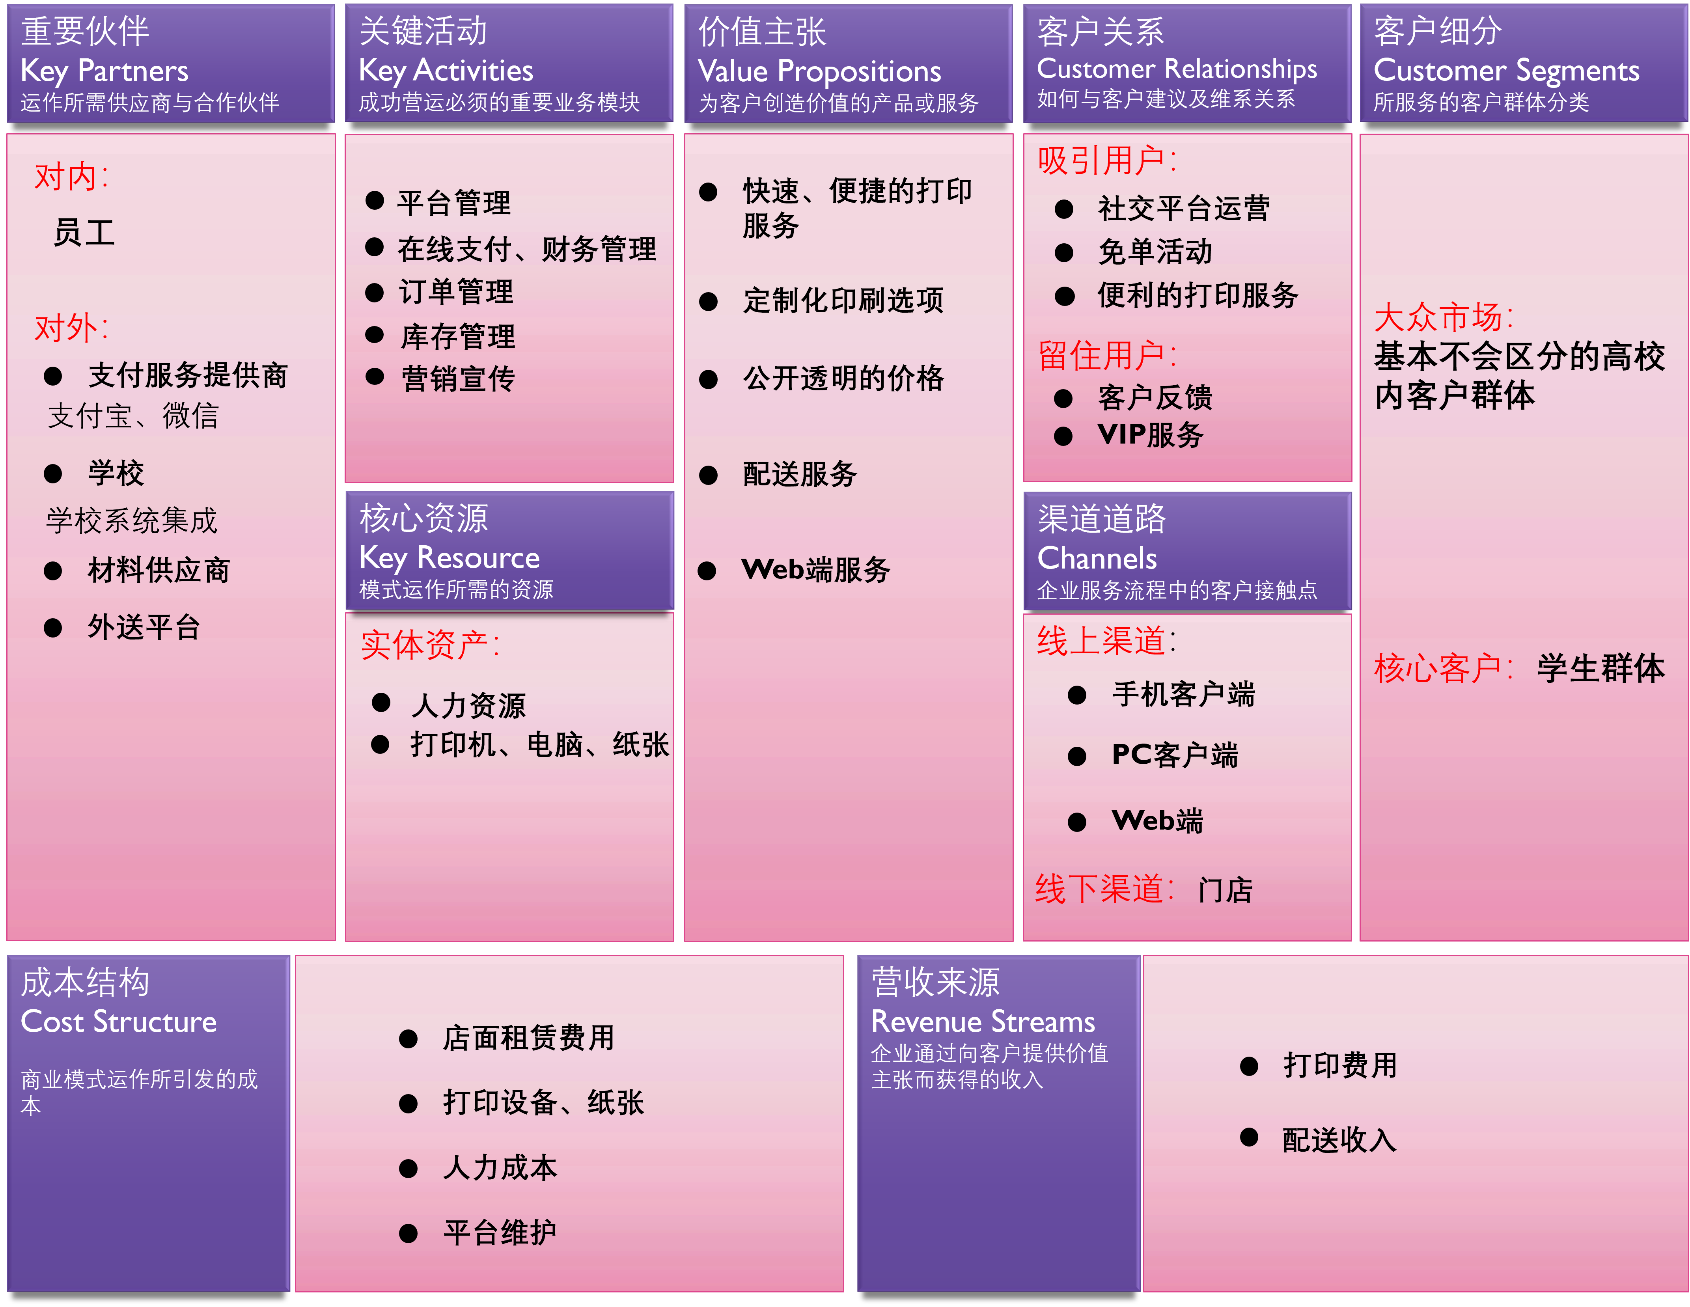 重要伙伴
Key Partners
运作所需供应商与合作伙伴
对内：
员工
对外：
● 支付服务提供商
支付宝、微信
● 学校
学校系统集成
● 材料供应商
● 外送平台
关键活动
Key Activities
成功营运必须的重要业务模块
● 平台管理
● 在线支付、财务管理
● 订单管理
● 库存管理
● 营销宣传
核心资源
Key Resource
模式运作所需的资源
实体资产：
● 人力资源
● 打印机、电脑、纸张
价值主张
Value Propositions
为客户创造价值的产品或服务
● 快速、便捷的打印
服务
● 定制化印刷选项
● 公开透明的价格
● 配送服务
● Web端服务
客户关系
Customer Relationships
如何与客户建议及维系关系
吸引用户：
● 社交平台运营
● 免单活动
● 便利的打印服务
留住用户：
● 客户反馈
● VIP服务
渠道道路
Channels
企业服务流程中的客户接触点
线上渠道：
● 手机客户端
● PC客户端
● Web端
线下渠道：门店
客户细分
Customer Segments
所服务的客户群体分类
大众市场：
基本不会区分的高校
内客户群体
核心客户：学生群体
成本结构
Cost Structure
商业模式运作所引发的成
本
● 店面租赁费用
● 打印设备、纸张
● 人力成本
● 平台维护
营收来源
Revenue Streams
企业通过向客户提供价值
主张而获得的收入
● 打印费用
● 配送收入